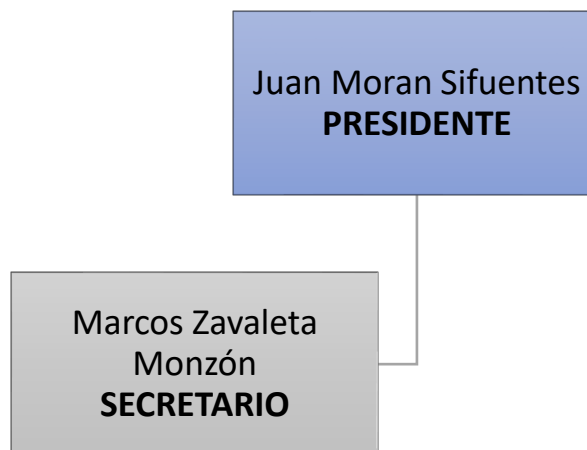 Juan Moran Sifuentes
PRESIDENTE
Marcos Zavaleta
Monzón
SECRETARIO